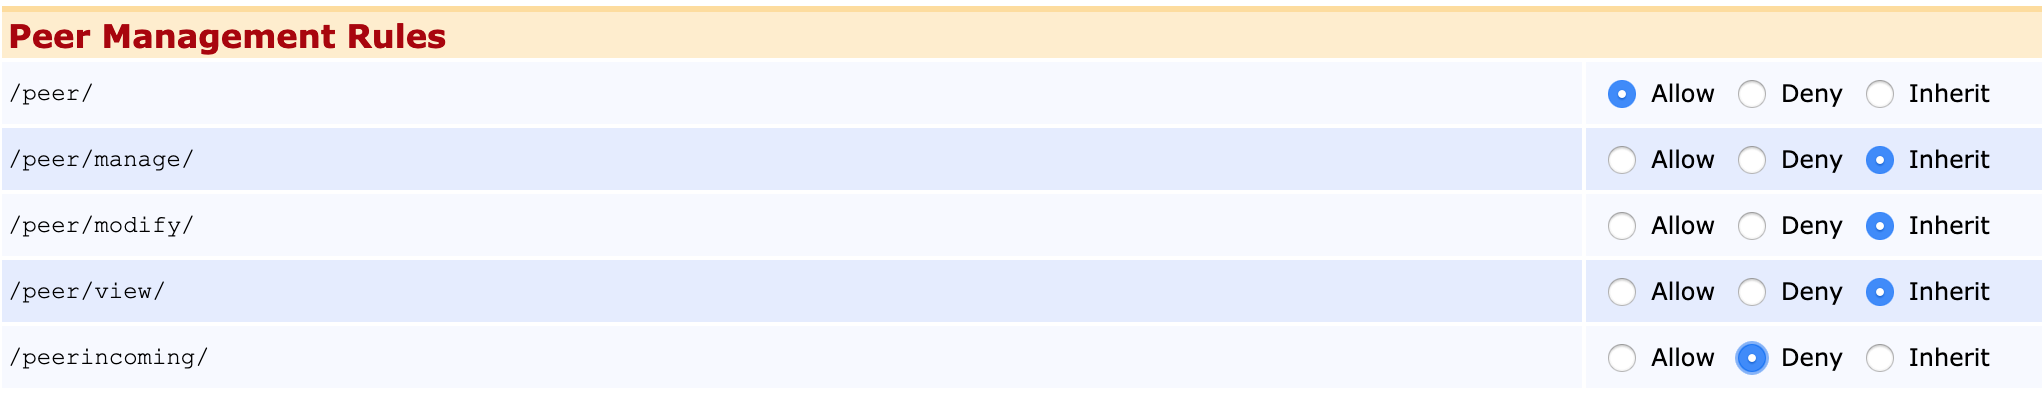 Peer Management Rules
/peer/ Allow Deny Inherit
/peer/manage/ Allow Deny Inherit
/peer/modify/ Allow Deny Inherit
/peer/view/ Allow Deny Inherit
/peerincoming/ Allow Deny Inherit